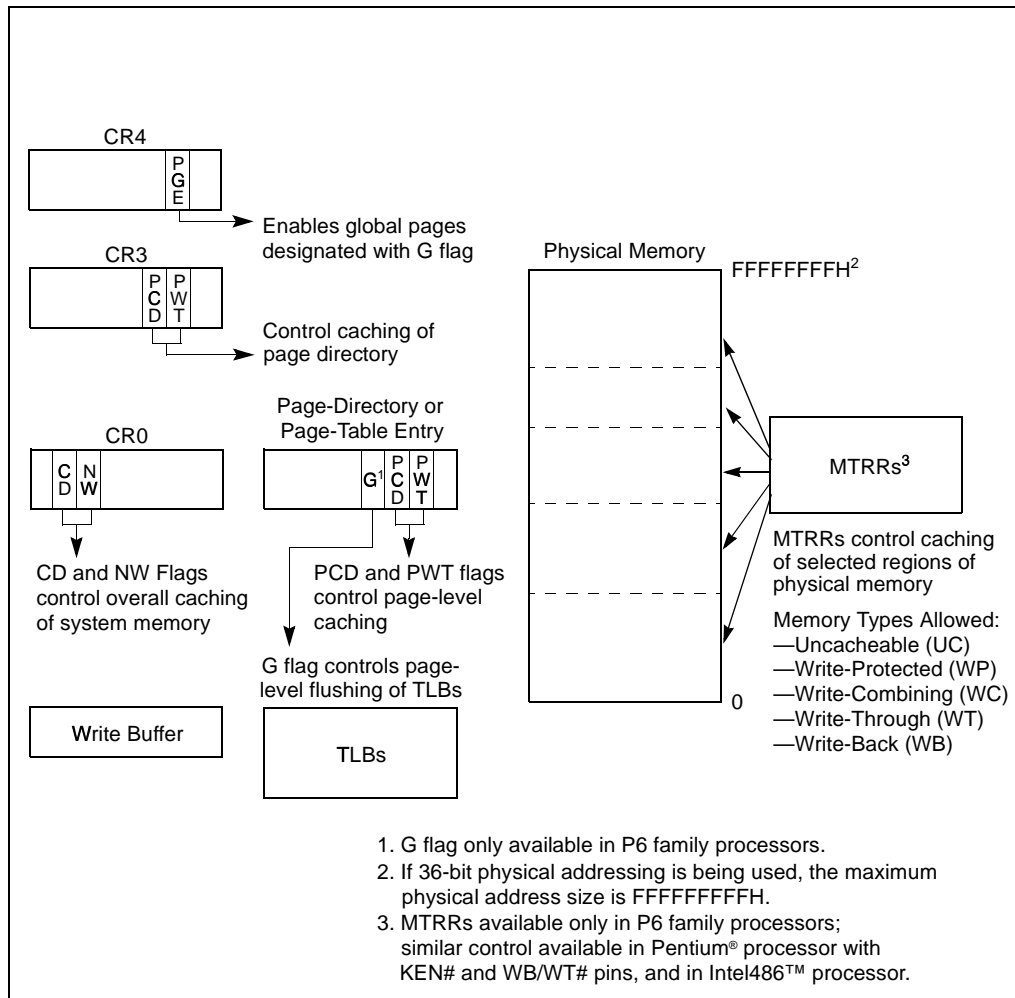 CR4
P
G
E
Enables global pages
designated with G flag
CR3
P P
C W
D T
Control caching of
page directory
CR0
C N
D W
CD and NW Flags
control overall caching
of system memory
Write Buffer
Page-Directory or
Page-Table Entry
G¹ P P
C W
D T
PCD and PWT flags
control page-level
caching
G flag controls page-
level flushing of TLBs
TLBs
Physical Memory
FFFFFFFFH²
0
MTRRs³
MTRRs control caching
of selected regions of
physical memory
Memory Types Allowed:
—Uncacheable (UC)
—Write-Protected (WP)
—Write-Combining (WC)
—Write-Through (WT)
—Write-Back (WB)
1. G flag only available in P6 family processors.
2. If 36-bit physical addressing is being used, the maximum
physical address size is FFFFFFFFFH.
3. MTRRs available only in P6 family processors;
similar control available in Pentium® processor with
KEN# and WB/WT# pins, and in Intel486™ processor.